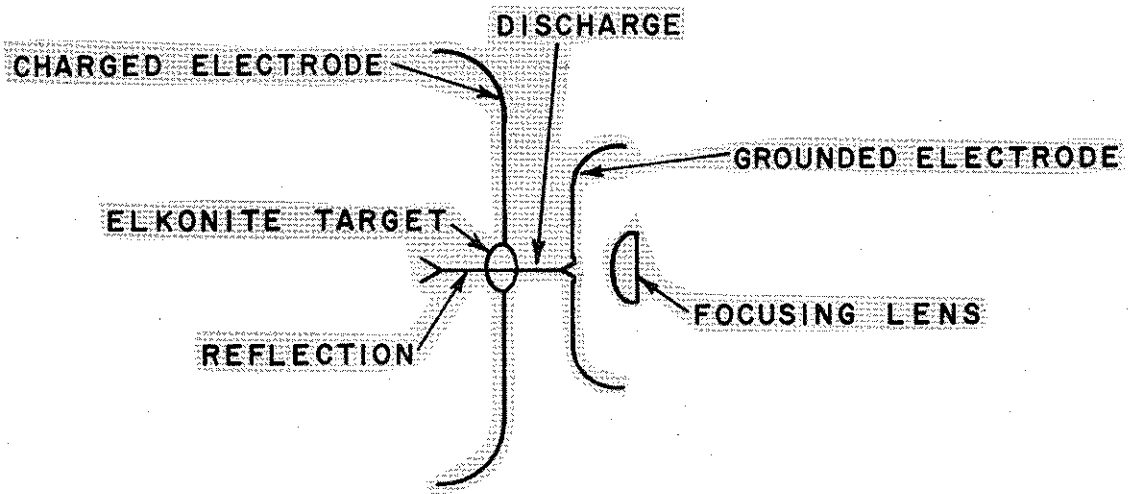 DISCHARGE
CHARGED ELECTRODE
GROUNDED ELECTRODE
ELKONITE TARGET
FOCUSING LENS
REFLECTION